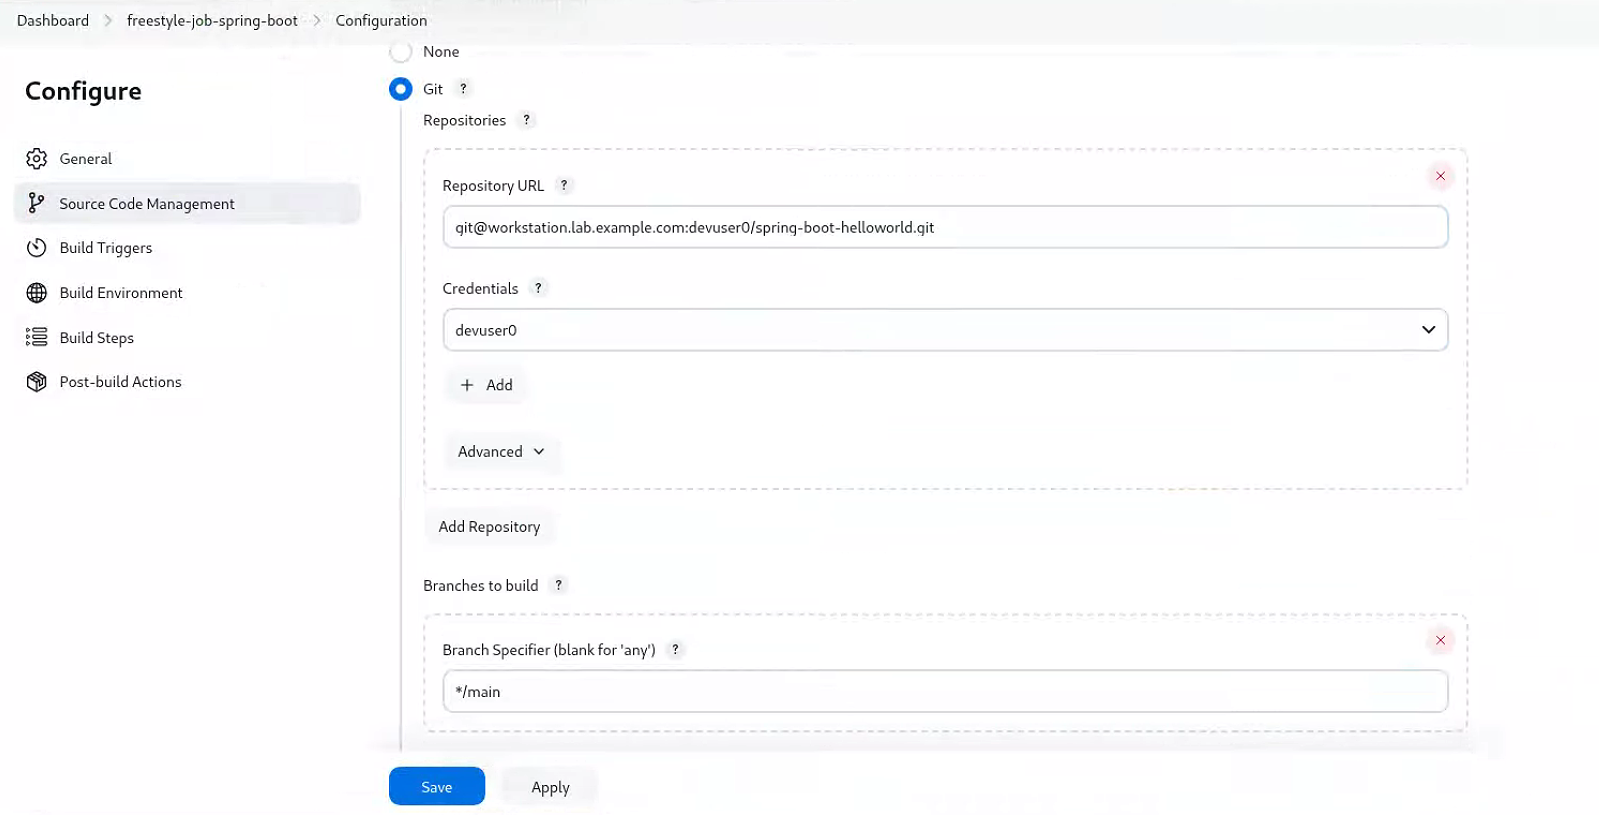 Dashboard > freestyle-job-spring-boot > Configuration
Configure
General
Source Code Management
Build Triggers
Build Environment
Build Steps
Post-build Actions
None
Git ?
Repositories ?
Repository URL ?
git@workstation.lab.example.com:devuser0/spring-boot-helloworld.git
Credentials ?
devuser0
+ Add
Advanced
Add Repository
Branches to build ?
Branch Specifier (blank for 'any') ?
*/main
Save
Apply